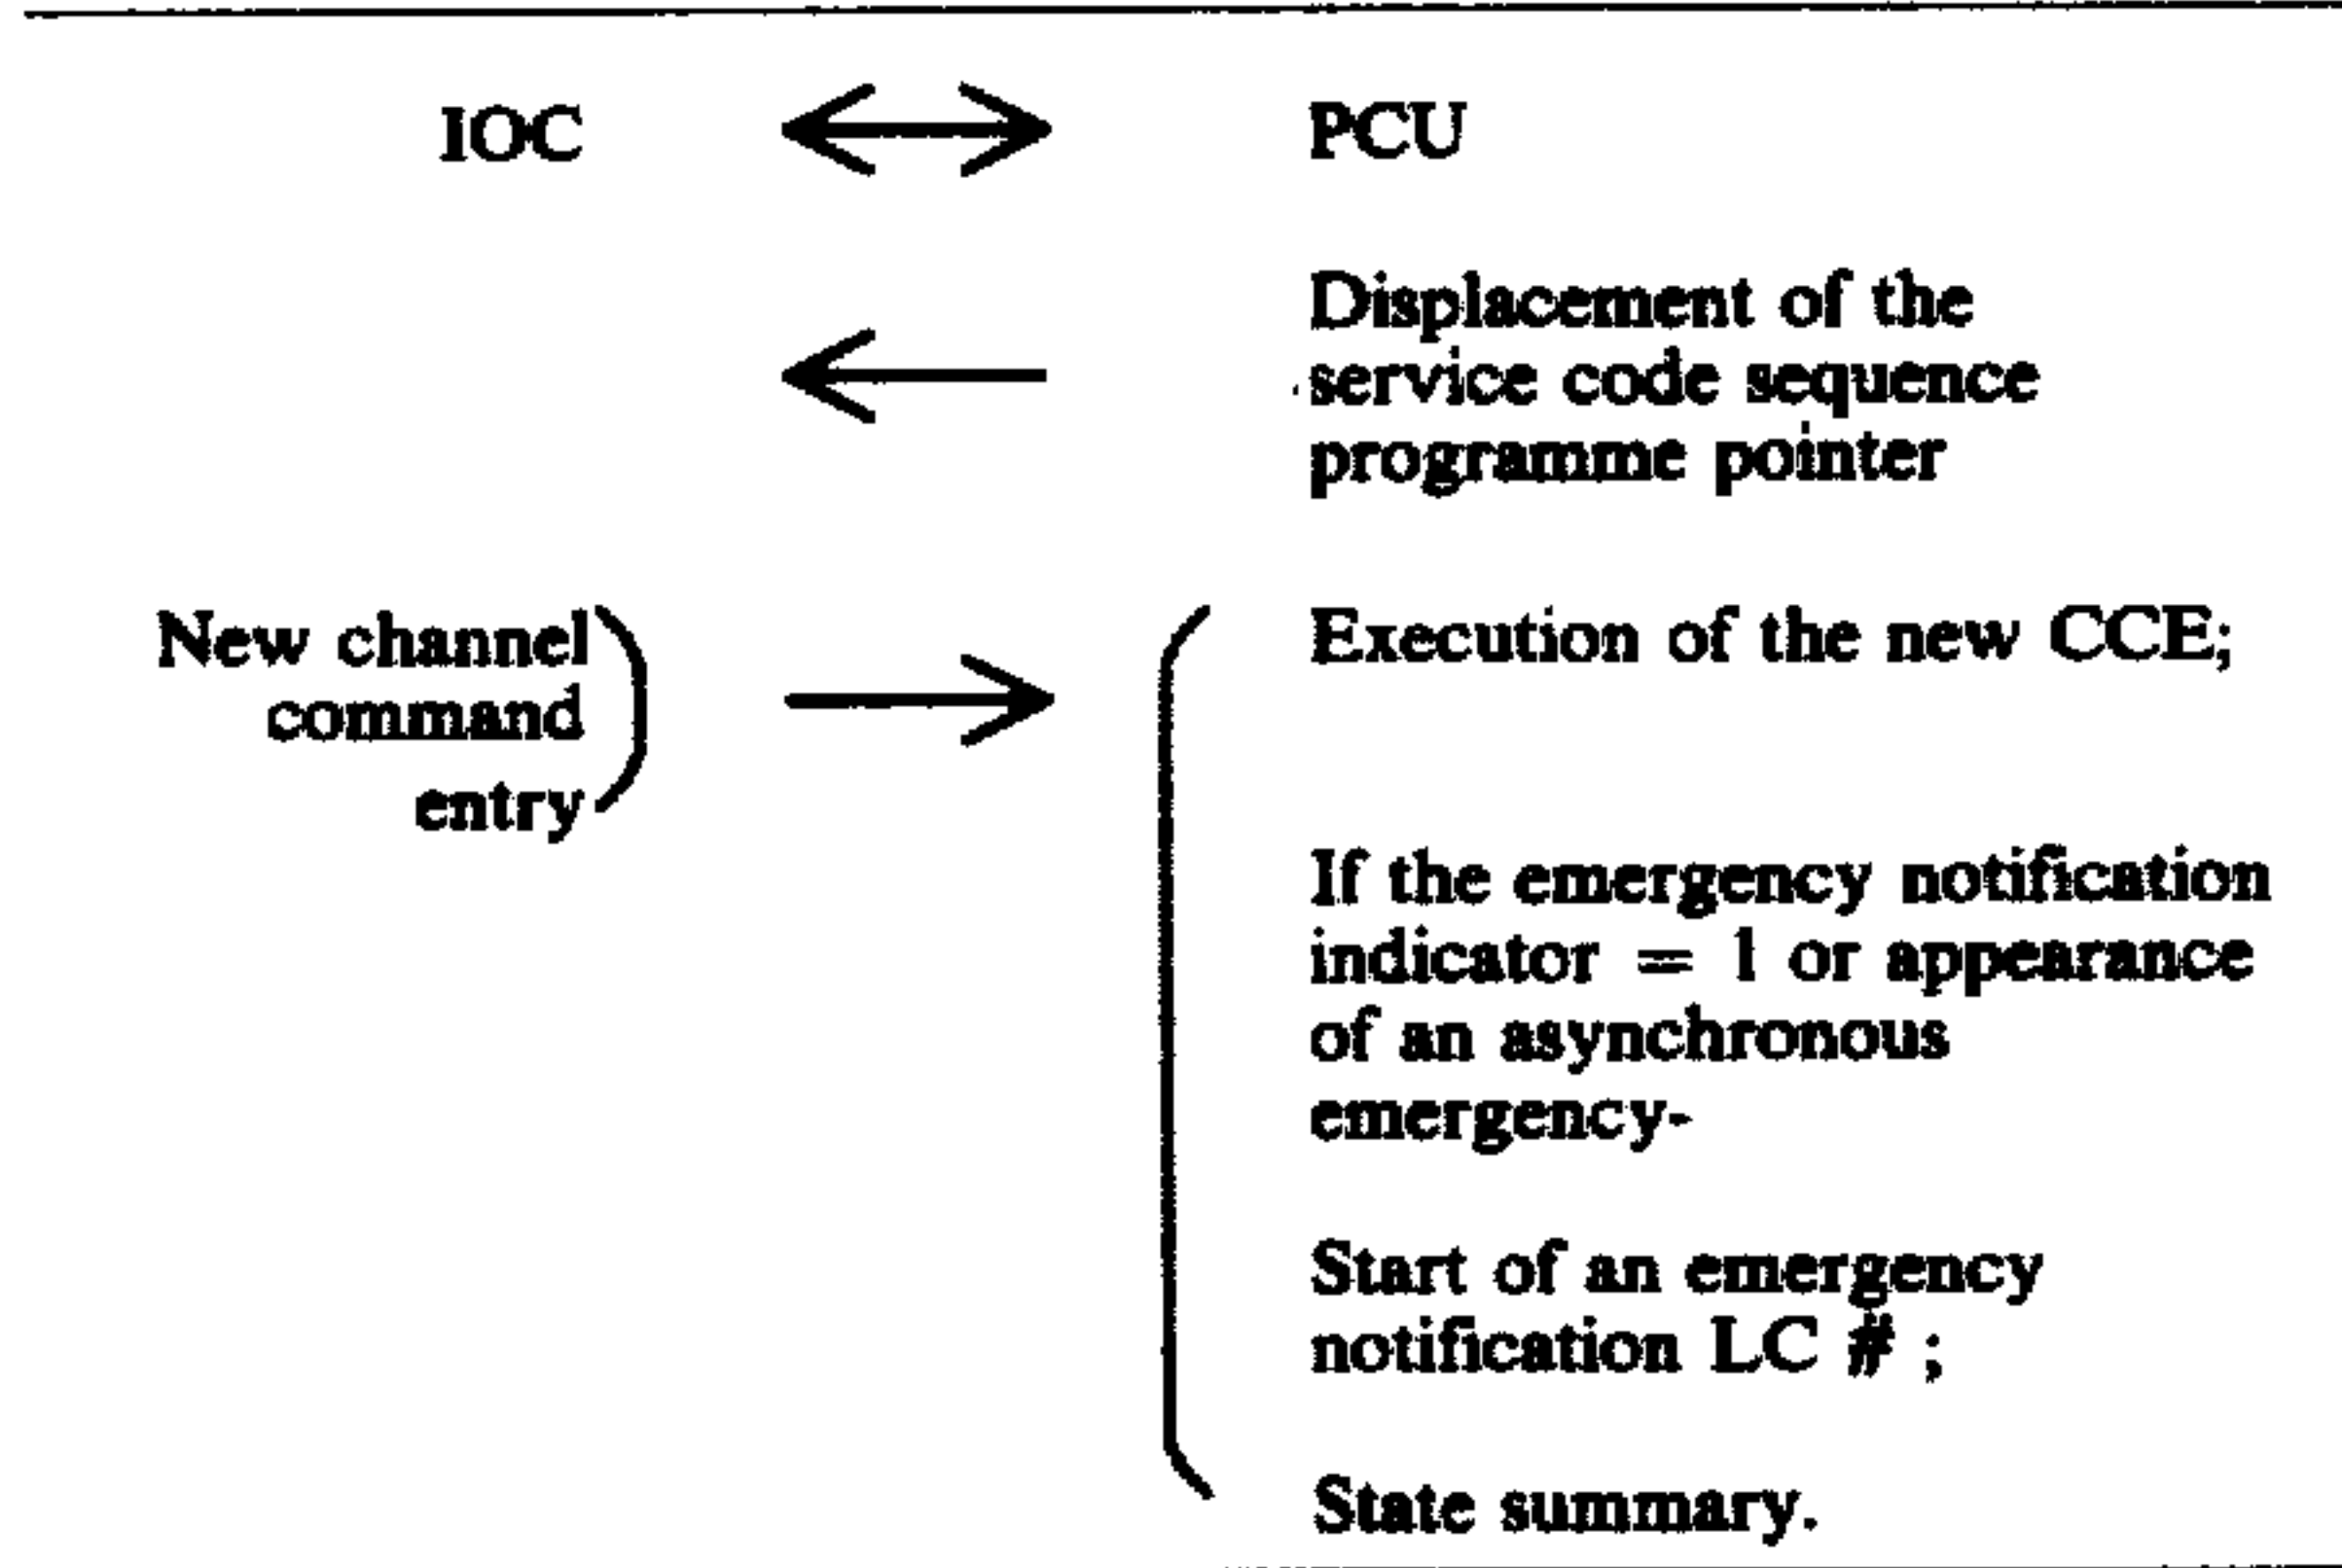 IOC PCU
Displacement of the
service code sequence
programme pointer
New channel
command
entry
Execution of the new CCE;
If the emergency notification
indicator = 1 or appearance
of an asynchronous
emergency-
Start of an emergency
notification LC # ;
State summary.